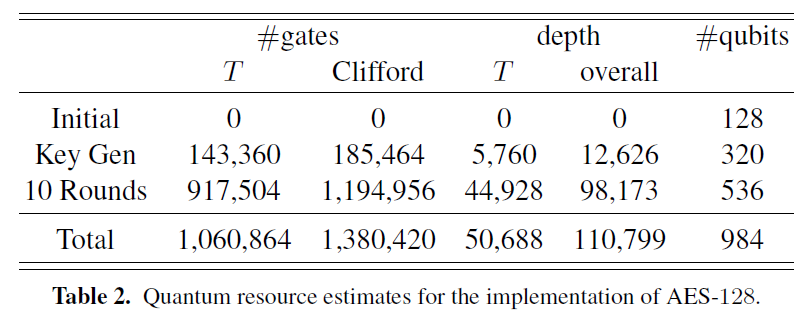 #gates depth #qubits
T Clifford T overall
Initial 0 0 0 0 128
Key Gen 143,360 185,464 5,760 12,626 320
10 Rounds 917,504 1,194,956 44,928 98,173 536
Total 1,060,864 1,380,420 50,688 110,799 984
Table 2. Quantum resource estimates for the implementation of AES-128.